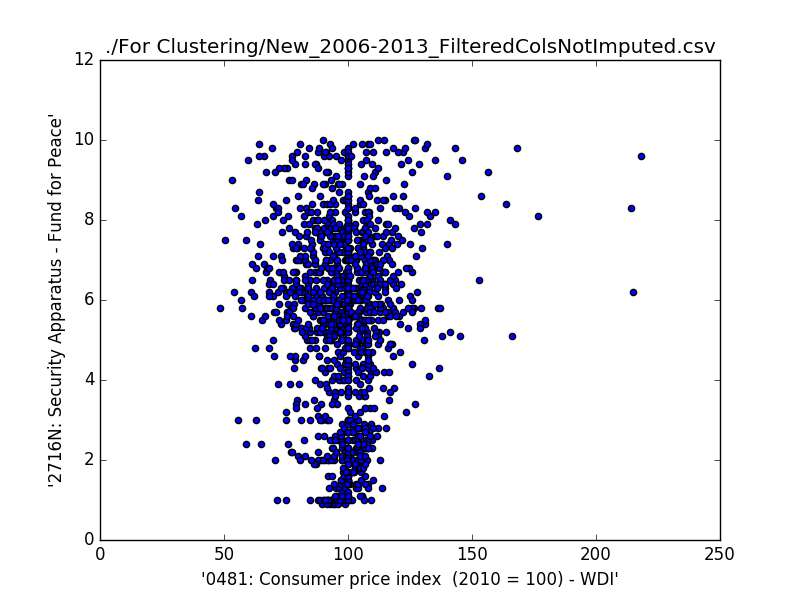 ./For Clustering/New_2006-2013_FilteredColsNotImputed.csv
12
10
8
6
4
2
0
'2716N: Security Apparatus - Fund for Peace'
0 50 100 150 200 250
'0481: Consumer price index  (2010 = 100) - WDI'